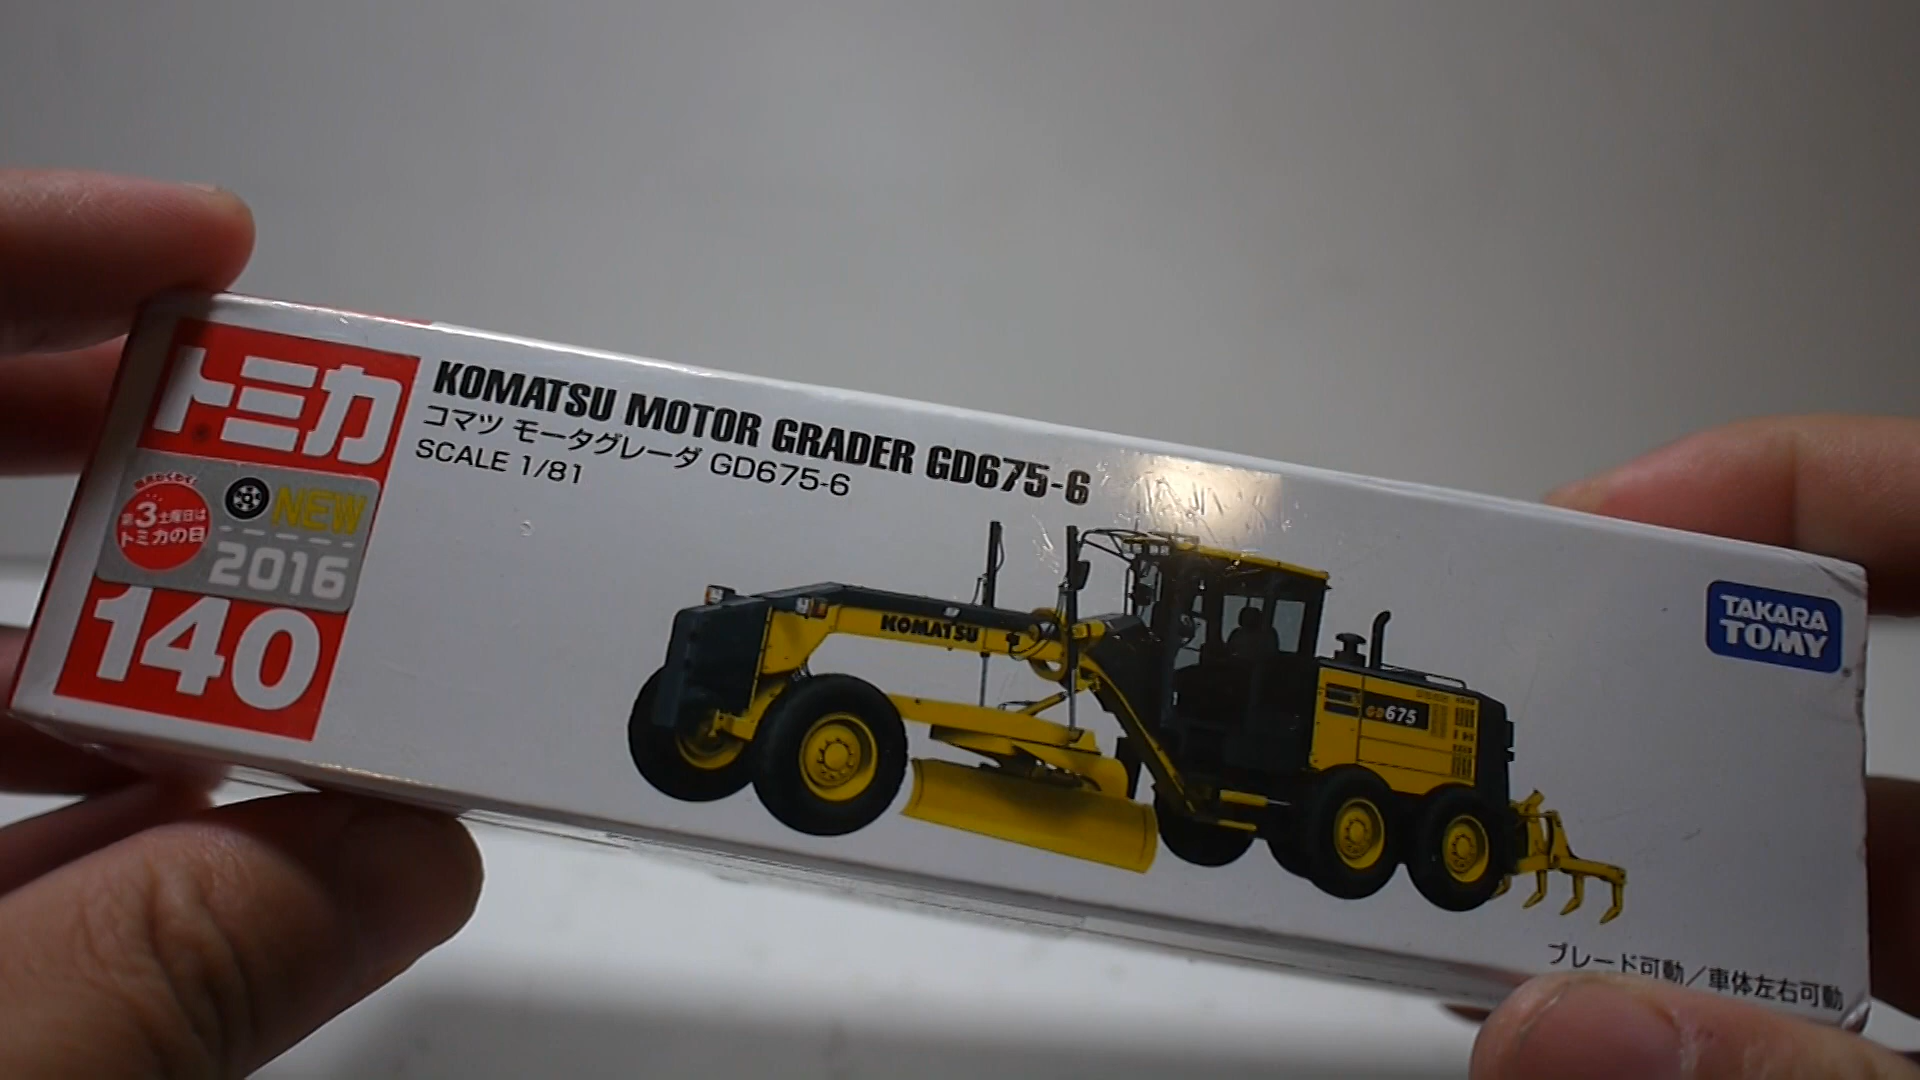 トミカ
KOMATSU MOTOR GRADER GD675-6
コマツ モータグレーダ GD675-6
SCALE 1/81
第3土曜日は
トミカの日
NEW
2016
140
KOMATSU
GD675
TAKARA
TOMY
ブレード可動/車体左右可動